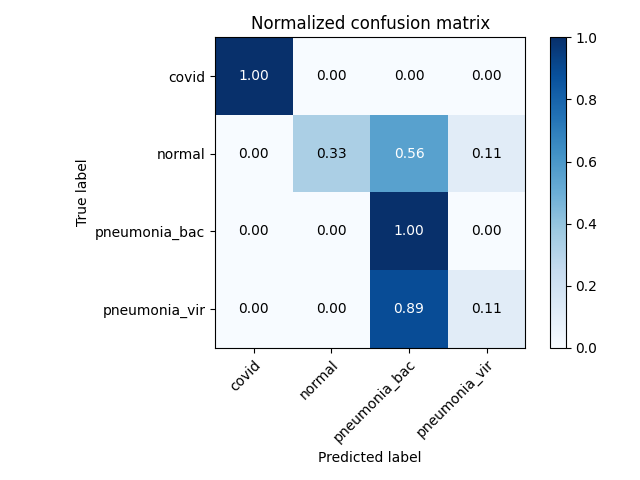 Normalized confusion matrix
True label
covid 1.00 0.00 0.00 0.00
normal 0.00 0.33 0.56 0.11
pneumonia_bac 0.00 0.00 1.00 0.00
pneumonia_vir 0.00 0.00 0.89 0.11
covid normal pneumonia_bac pneumonia_vir
Predicted label
1.0
0.8
0.6
0.4
0.2
0.0